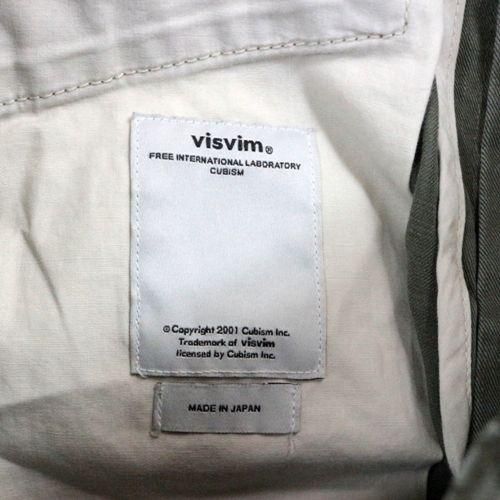 visvim®
FREE INTERNATIONAL LABORATORY
CUBISM
© Copyright 2001 Cubism Inc.
Trademark of visvim
licensed by Cubism Inc.
MADE IN JAPAN